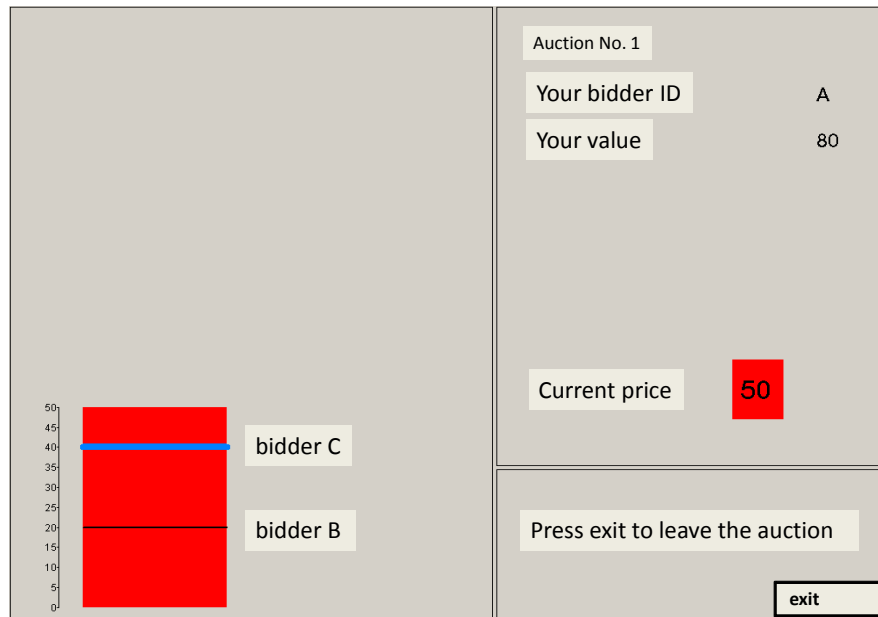 Auction No. 1
Your bidder ID A
Your value 80
Current price 50
50
45
40
35
30
25
20
15
10
5
0
bidder C
bidder B
Press exit to leave the auction
exit